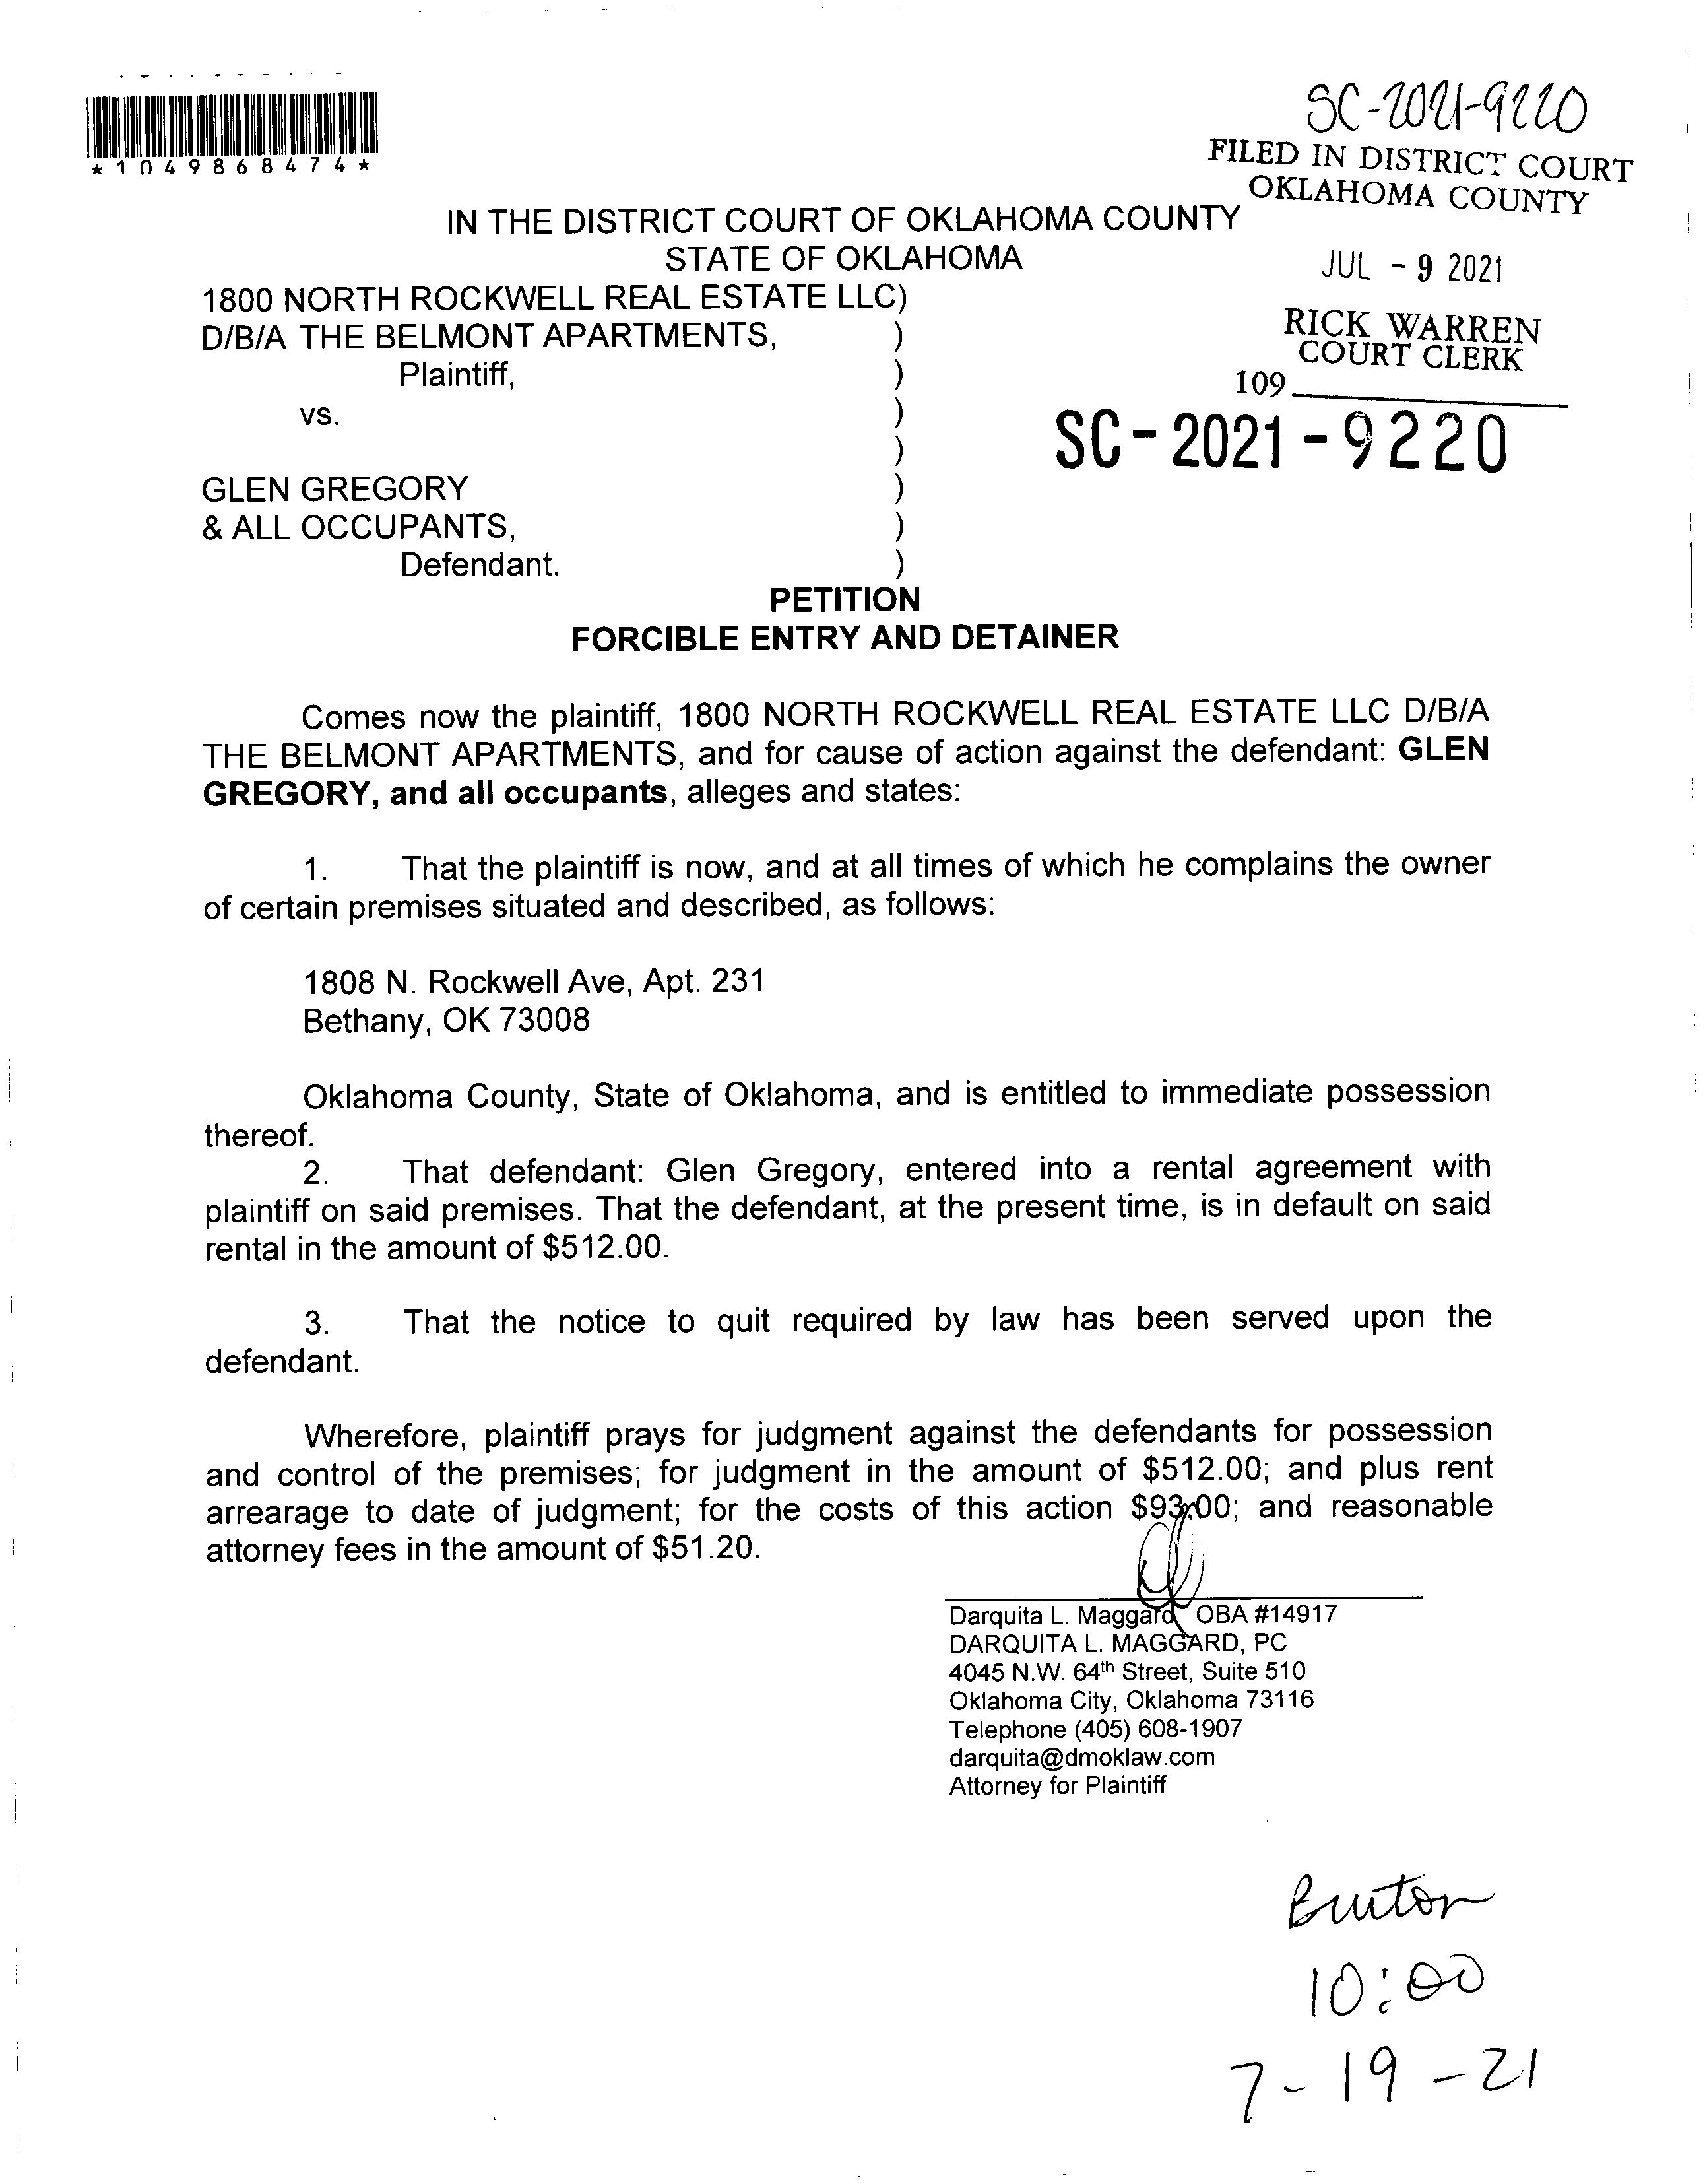 *1049868474*
SC-2021-9220
FILED IN DISTRICT COURT
OKLAHOMA COUNTY
JUL - 9 2021
RICK WARREN
COURT CLERK
109
SC-2021-9220
IN THE DISTRICT COURT OF OKLAHOMA COUNTY
STATE OF OKLAHOMA
1800 NORTH ROCKWELL REAL ESTATE LLC)
D/B/A THE BELMONT APARTMENTS, )
Plaintiff, )
vs. )
)
GLEN GREGORY )
& ALL OCCUPANTS, )
Defendant. )
PETITION
FORCIBLE ENTRY AND DETAINER
Comes now the plaintiff, 1800 NORTH ROCKWELL REAL ESTATE LLC D/B/A
THE BELMONT APARTMENTS, and for cause of action against the defendant: GLEN
GREGORY, and all occupants, alleges and states:
1. That the plaintiff is now, and at all times of which he complains the owner
of certain premises situated and described, as follows:
1808 N. Rockwell Ave, Apt. 231
Bethany, OK 73008
Oklahoma County, State of Oklahoma, and is entitled to immediate possession
thereof.
2. That defendant: Glen Gregory, entered into a rental agreement with
plaintiff on said premises. That the defendant, at the present time, is in default on said
rental in the amount of $512.00.
3. That the notice to quit required by law has been served upon the
defendant.
Wherefore, plaintiff prays for judgment against the defendants for possession
and control of the premises; for judgment in the amount of $512.00; and plus rent
arrearage to date of judgment; for the costs of this action $93.00; and reasonable
attorney fees in the amount of $51.20.
Darquita L. Maggard OBA #14917
DARQUITA L. MAGGARD, PC
4045 N.W. 64th Street, Suite 510
Oklahoma City, Oklahoma 73116
Telephone (405) 608-1907
darquita@dmoklaw.com
Attorney for Plaintiff
10:00
7-19-21